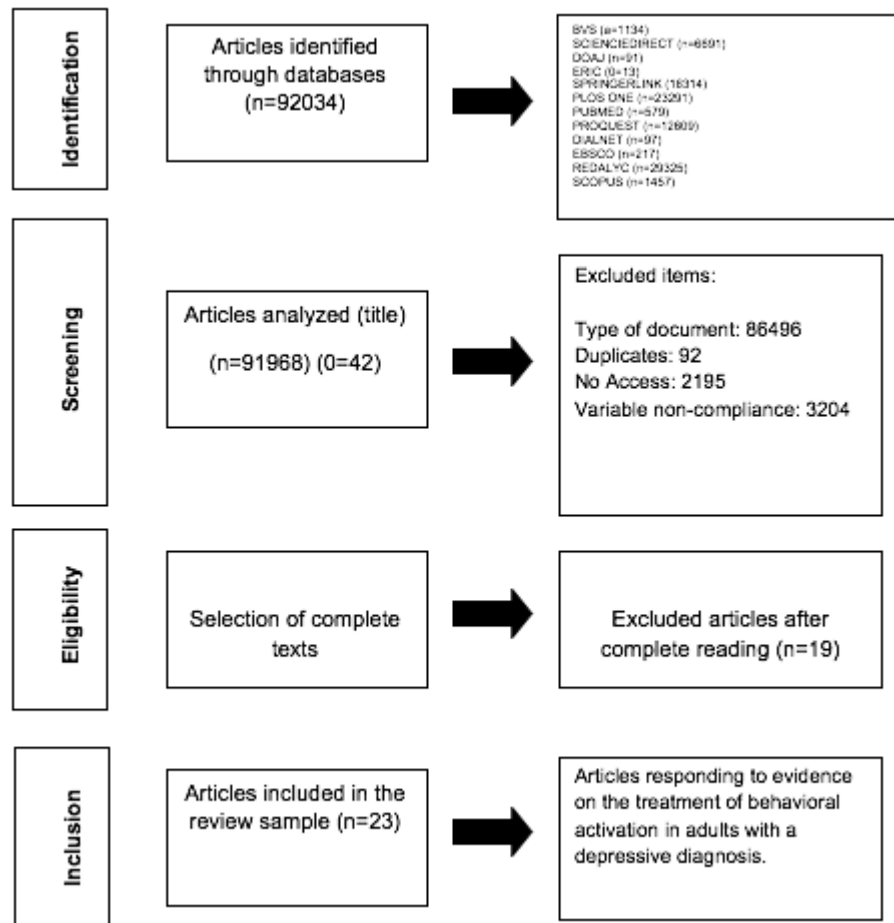 Identification
Articles identified
through databases
(n=92034)
BVS
SCIENCIEDIRECT
DOAJ (n=91)
ERIC (0=13)
SPRINGERLINK
PLOS ONE (n=23291)
PUBMED (n=579)
PROQUEST (n=12609)
DIALNET (n=97)
EBSCO (n=217)
REDALYC (n=29325)
SCOPUS (n=1457)
Screening
Articles analyzed (title)
(n=91968) (0=42)
Excluded items:
Type of document: 86496
Duplicates: 92
No Access: 2195
Variable non-compliance: 3204
Eligibility
Selection of complete
texts
Excluded articles after
complete reading (n=19)
Inclusion
Articles included in the
review sample (n=23)
Articles responding to evidence
on the treatment of behavioral
activation in adults with a
depressive diagnosis.